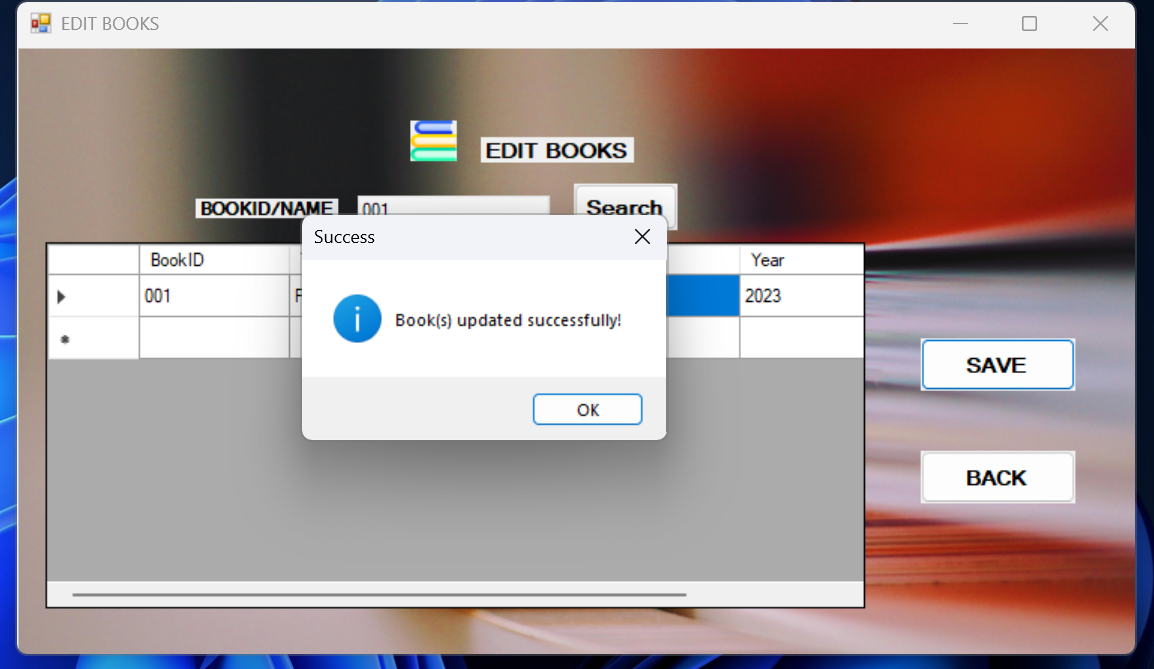 EDIT BOOKS
EDIT BOOKS
BOOKID/NAME 001 Search
Success
BookID Year
001 2023
Book(s) updated successfully!
OK
SAVE
BACK